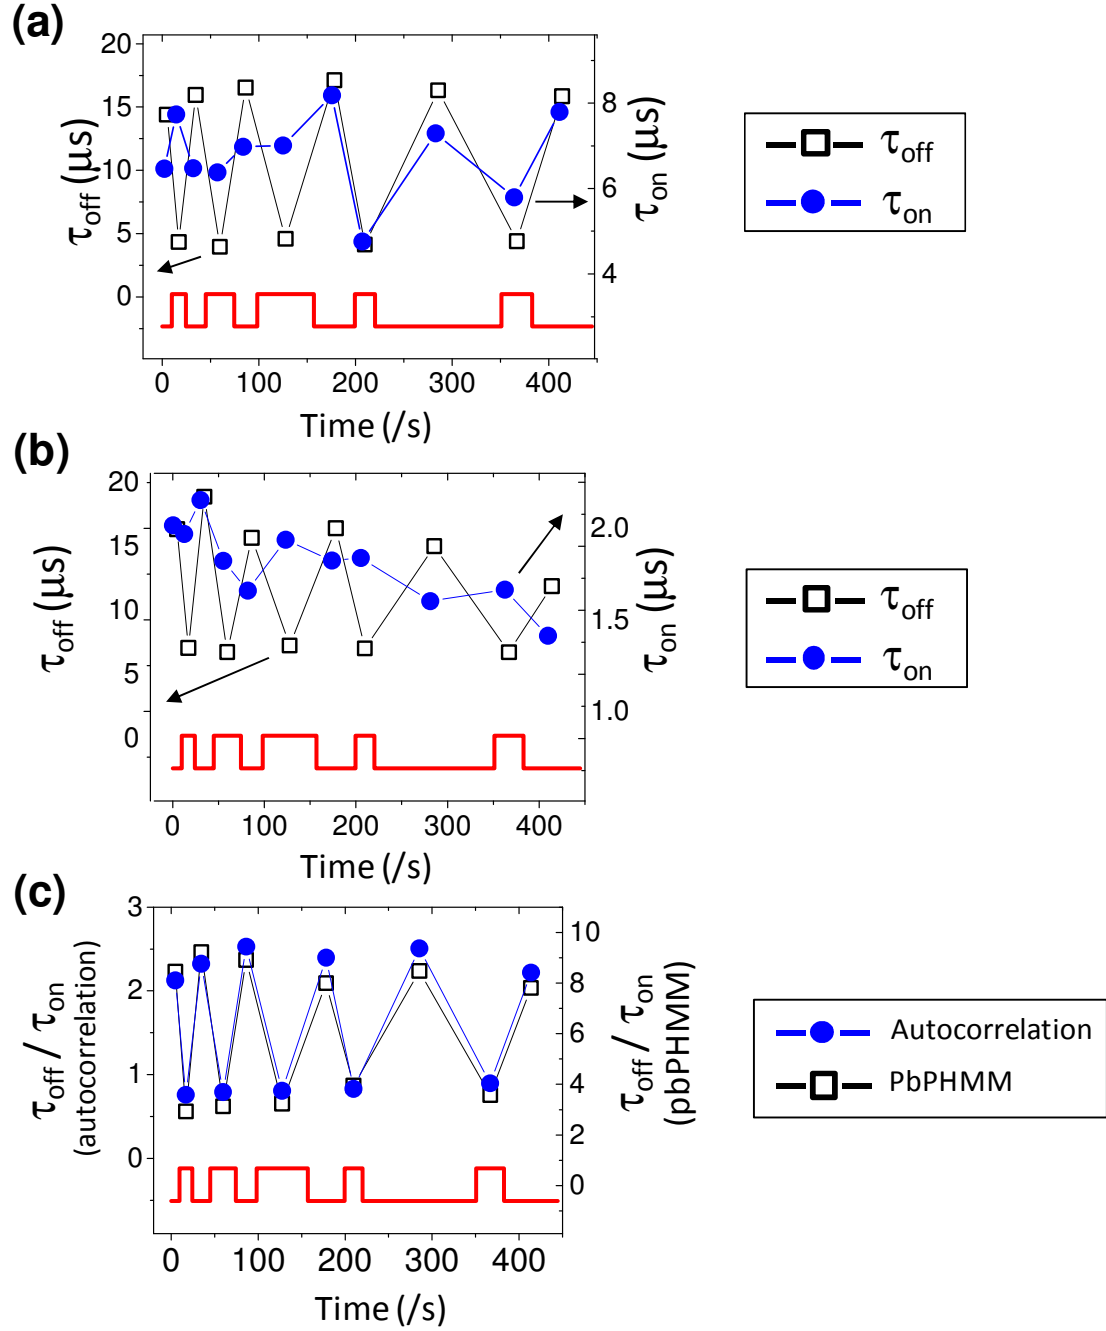 (a)
20
15
10
5
0
τoff (μs)
8
6
4
τon (μs)
0 100 200 300 400
Time (/s)
τoff
τon
(b)
20
15
10
5
0
τoff (μs)
2.0
1.5
1.0
τon (μs)
0 100 200 300 400
Time (/s)
τoff
τon
(c)
3
2
1
0
τoff / τon
(autocorrelation)
10
8
6
4
2
0
τoff / τon
(pbPHMM)
0 100 200 300 400
Time (/s)
Autocorrelation
PbPHMM